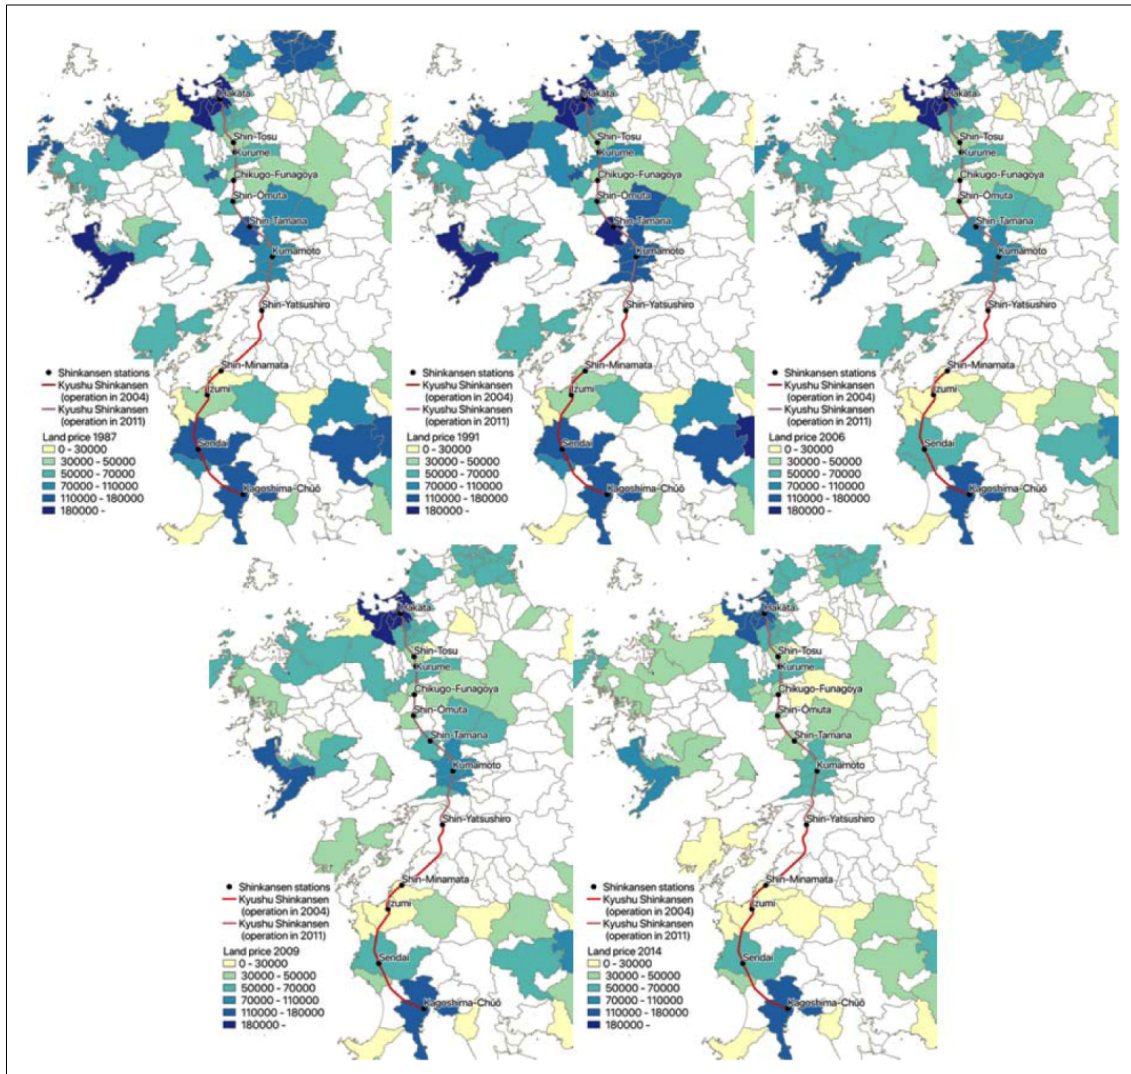 Hakata
Shin-Tosu
Kurume
Chikugo-Funagoya
Shin-Ōmuta
Shin-Tamana
Kumamoto
Shin-Yatsushiro
Shin-Minamata
Izumi
Sendai
Kagoshima-Chūō
Shinkansen stations
Kyushu Shinkansen
(operation in 2004)
Kyushu Shinkansen
(operation in 2011)
Land price 1987
0 - 30000
30000 - 50000
50000 - 70000
70000 - 110000
110000 - 180000
180000 -
Hakata
Shin-Tosu
Kurume
Chikugo-Funagoya
Shin-Ōmuta
Shin-Tamana
Kumamoto
Shin-Yatsushiro
Shin-Minamata
Izumi
Sendai
Kagoshima-Chūō
Shinkansen stations
Kyushu Shinkansen
(operation in 2004)
Kyushu Shinkansen
(operation in 2011)
Land price 1991
0 - 30000
30000 - 50000
50000 - 70000
70000 - 110000
110000 - 180000
180000 -
Hakata
Shin-Tosu
Kurume
Chikugo-Funagoya
Shin-Ōmuta
Shin-Tamana
Kumamoto
Shin-Yatsushiro
Shin-Minamata
Izumi
Sendai
Kagoshima-Chūō
Shinkansen stations
Kyushu Shinkansen
(operation in 2004)
Kyushu Shinkansen
(operation in 2011)
Land price 2006
0 - 30000
30000 - 50000
50000 - 70000
70000 - 110000
110000 - 180000
180000 -
Hakata
Shin-Tosu
Kurume
Chikugo-Funagoya
Shin-Ōmuta
Shin-Tamana
Kumamoto
Shin-Yatsushiro
Shin-Minamata
Izumi
Sendai
Kagoshima-Chūō
Shinkansen stations
Kyushu Shinkansen
(operation in 2004)
Kyushu Shinkansen
(operation in 2011)
Land price 2009
0 - 30000
30000 - 50000
50000 - 70000
70000 - 110000
110000 - 180000
180000 -
Hakata
Shin-Tosu
Kurume
Chikugo-Funagoya
Shin-Ōmuta
Shin-Tamana
Kumamoto
Shin-Yatsushiro
Shin-Minamata
Izumi
Sendai
Kagoshima-Chūō
Shinkansen stations
Kyushu Shinkansen
(operation in 2004)
Kyushu Shinkansen
(operation in 2011)
Land price 2014
0 - 30000
30000 - 50000
50000 - 70000
70000 - 110000
110000 - 180000
180000 -